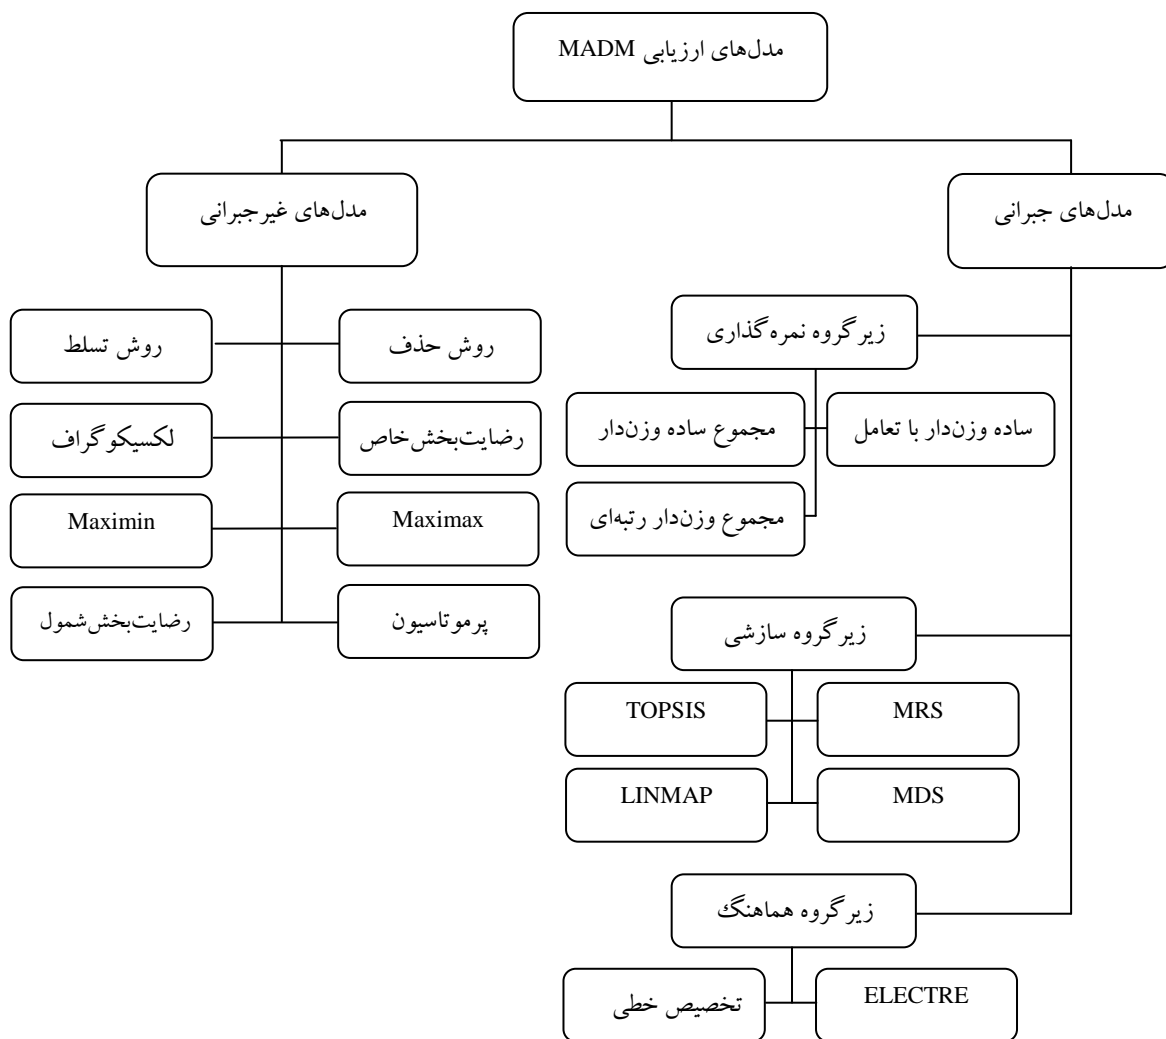 مدل‌های ارزیابی MADM
مدل‌های جبرانی
مدل‌های غیرجبرانی
زیرگروه نمره‌گذاری
ساده وزن‌دار با تعامل
مجموع ساده وزن‌دار
مجموع وزن‌دار رتبه‌ای
زیرگروه سازشی
MRS
TOPSIS
MDS
LINMAP
زیرگروه هماهنگ
ELECTRE
تخصیص خطی
روش حذف
روش تسلط
رضایت‌بخش خاص
لکسیکوگراف
Maximax
Maximin
پرموتاسیون
رضایت‌بخش شمول